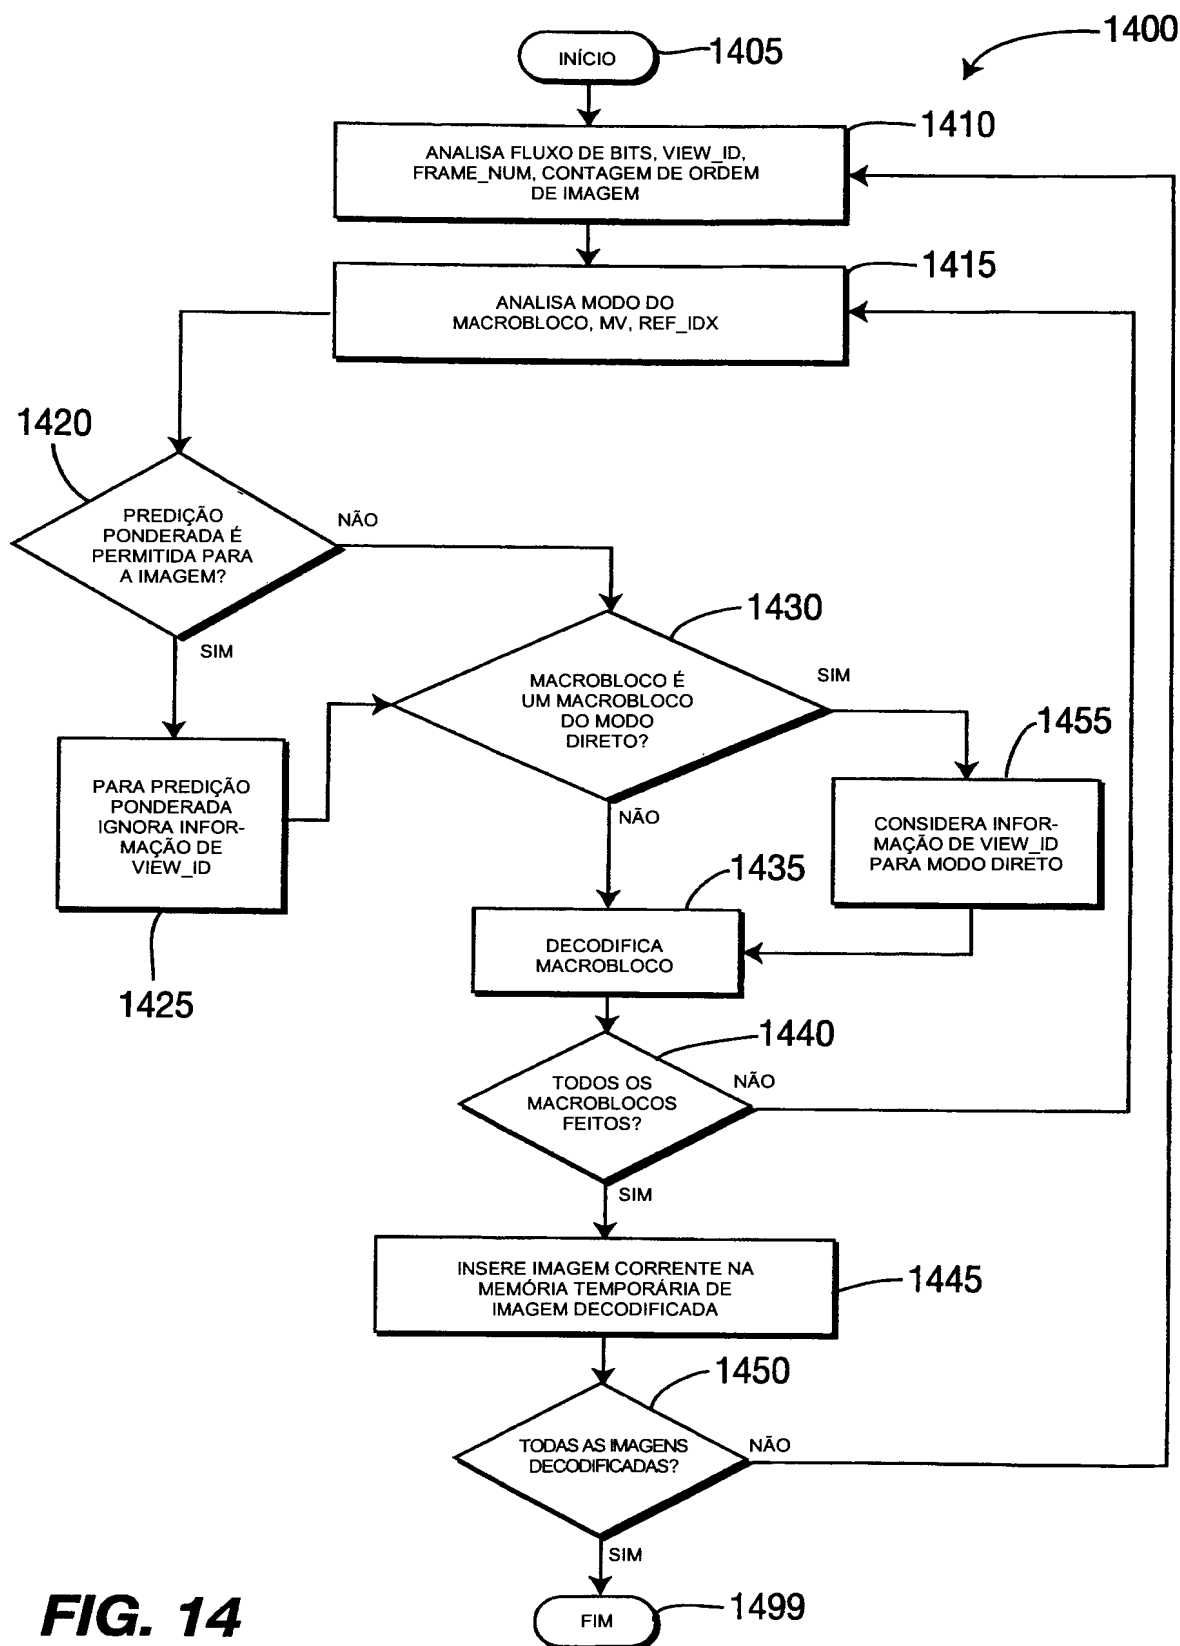 1400
INÍCIO
1405
1410
ANALISA FLUXO DE BITS, VIEW_ID,
FRAME_NUM, CONTAGEM DE ORDEM
DE IMAGEM
1415
ANALISA MODO DO
MACROBLOCO, MV, REF_IDX
1420
PREDIÇÃO
PONDERADA É
PERMITIDA PARA
A IMAGEM?
NÃO
SIM
1430
MACROBLOCO É
UM MACROBLOCO
DO MODO
DIRETO?
SIM
NÃO
1455
PARA PREDIÇÃO
PONDERADA
IGNORA INFOR-
MAÇÃO DE
VIEW_ID
1425
CONSIDERA INFOR-
MAÇÃO DE VIEW_ID
PARA MODO DIRETO
1435
DECODIFICA
MACROBLOCO
1440
TODOS OS
MACROBLOCOS
FEITOS?
NÃO
SIM
INSERE IMAGEM CORRENTE NA
MEMÓRIA TEMPORÁRIA DE
IMAGEM DECODIFICADA
1445
1450
TODAS AS IMAGENS
DECODIFICADAS?
NÃO
SIM
FIM
1499
FIG. 14